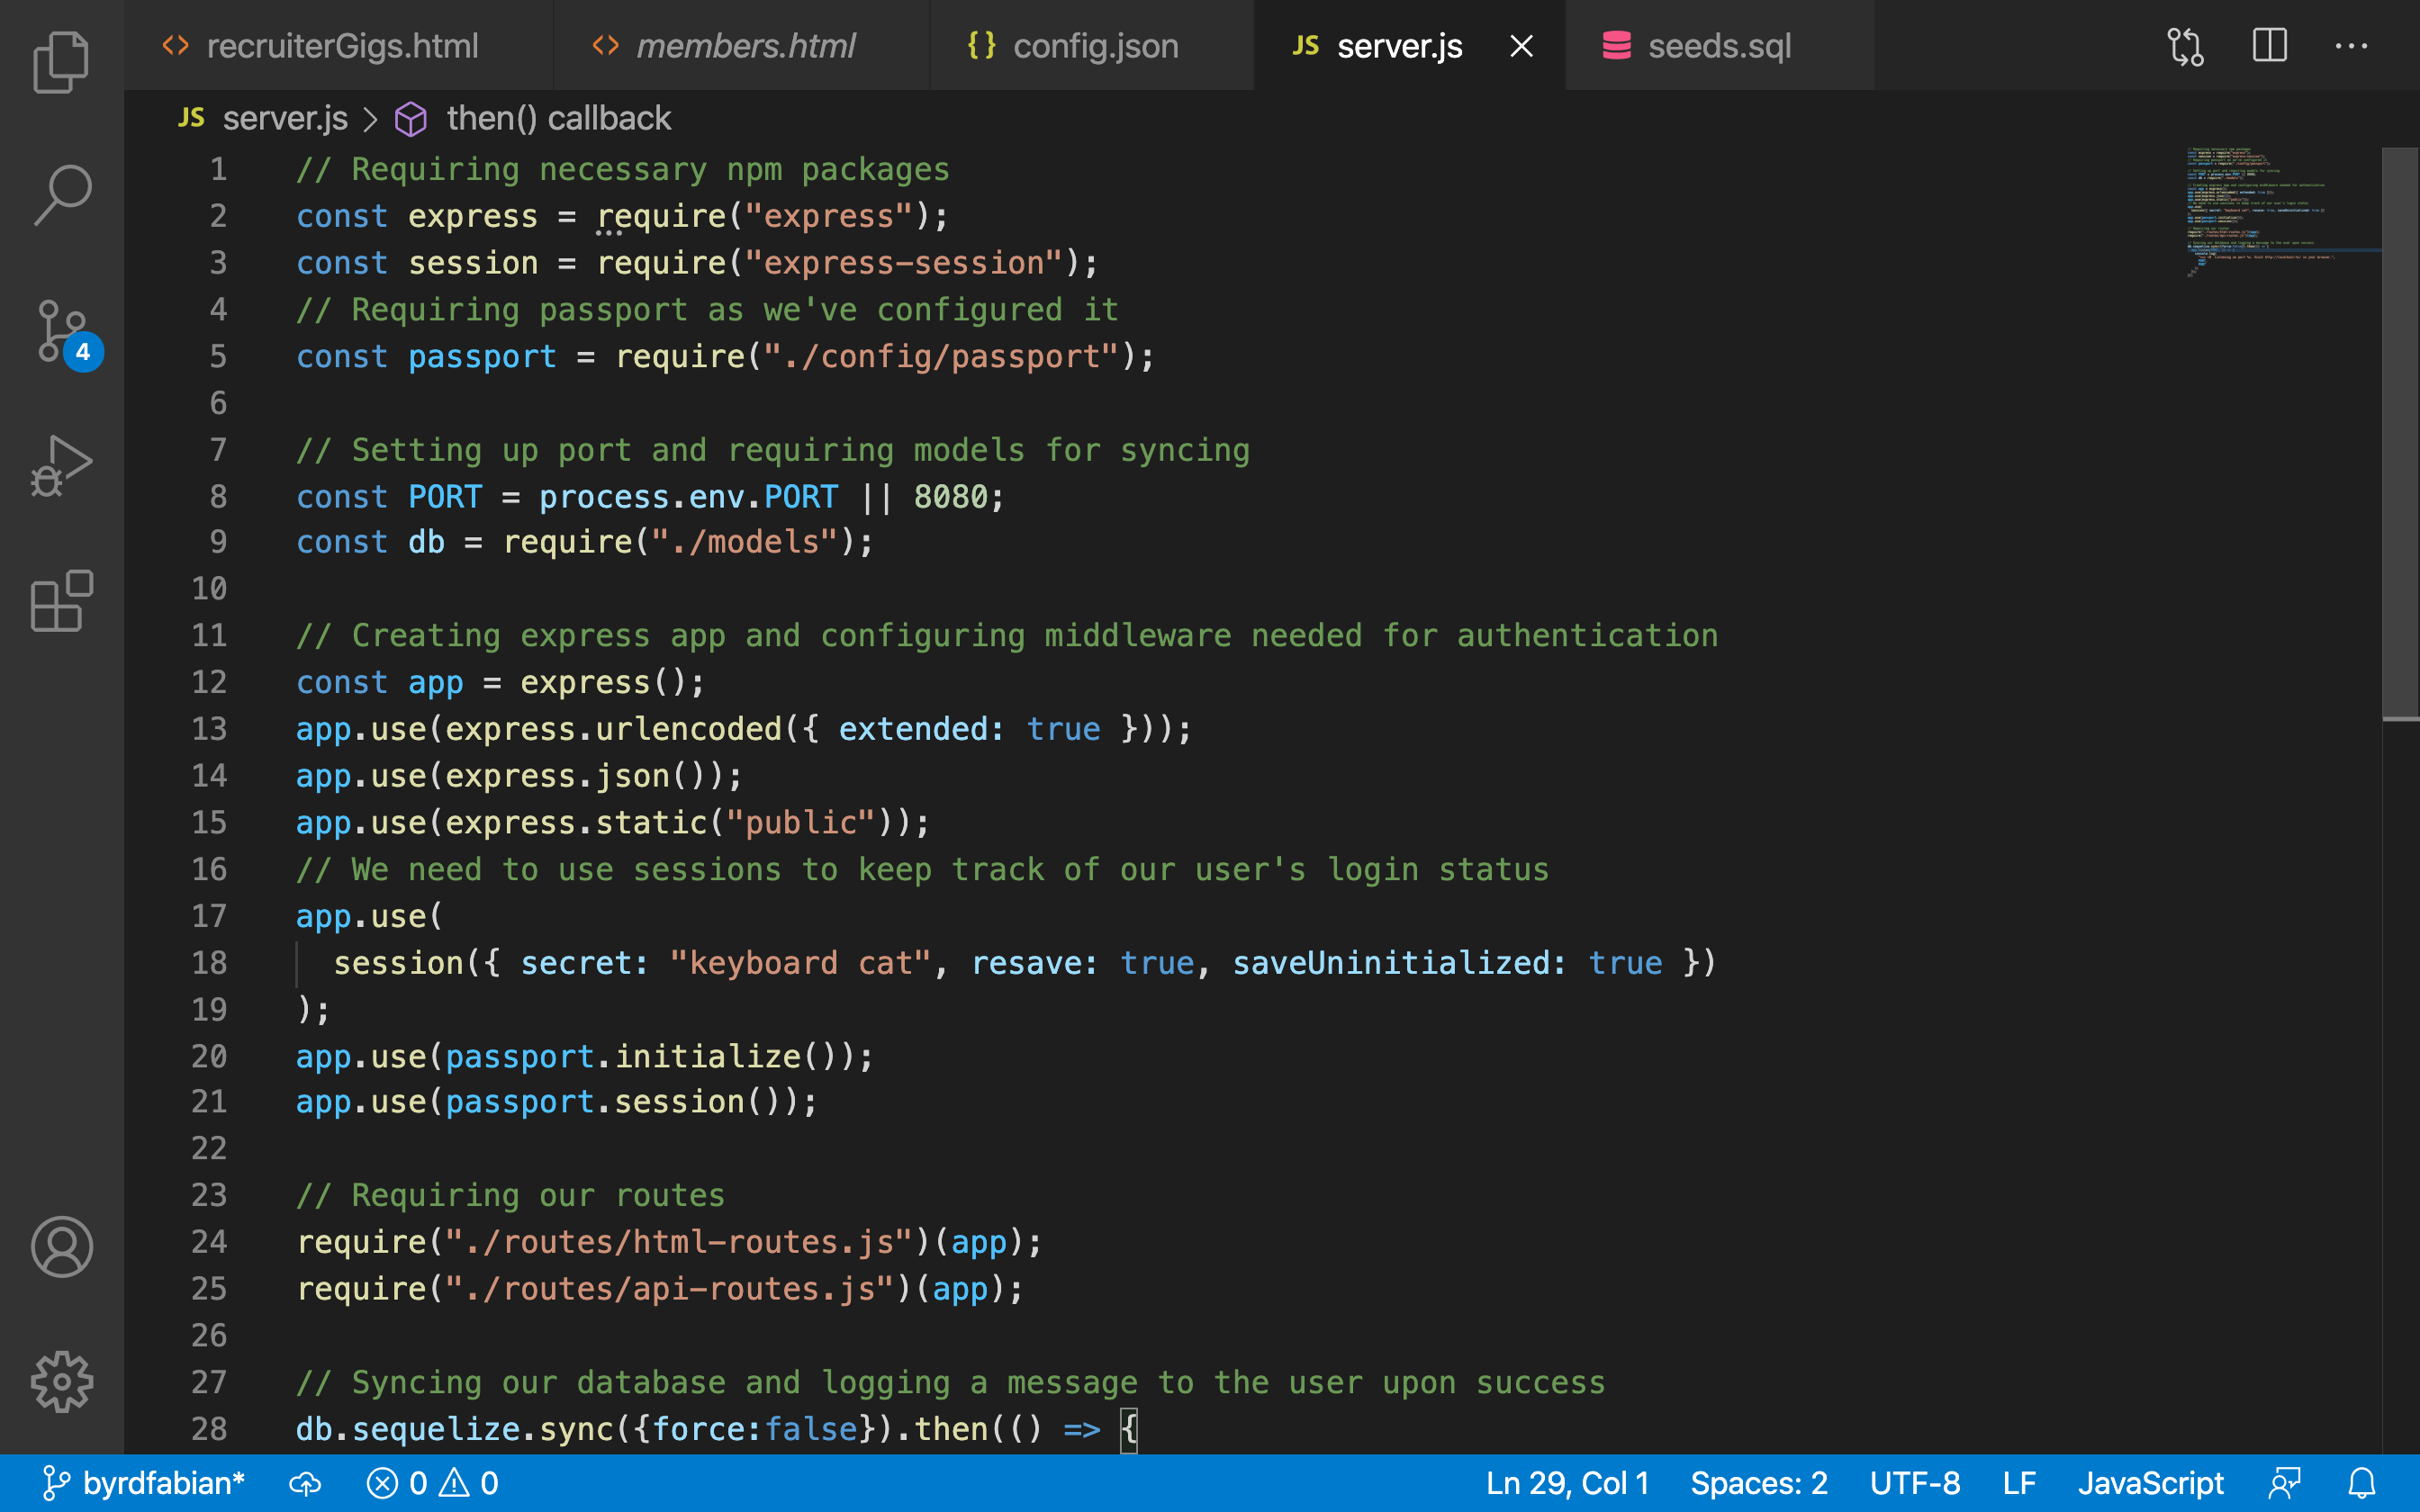 recruiterGigs.html members.html config.json JS server.js seeds.sql
JS server.js > then() callback
1 // Requiring necessary npm packages
2 const express = require("express");
3 const session = require("express-session");
4 // Requiring passport as we've configured it
5 const passport = require("./config/passport");
6
7 // Setting up port and requiring models for syncing
8 const PORT = process.env.PORT || 8080;
9 const db = require("./models");
10
11 // Creating express app and configuring middleware needed for authentication
12 const app = express();
13 app.use(express.urlencoded({ extended: true }));
14 app.use(express.json());
15 app.use(express.static("public"));
16 // We need to use sessions to keep track of our user's login status
17 app.use(
18   session({ secret: "keyboard cat", resave: true, saveUninitialized: true })
19 );
20 app.use(passport.initialize());
21 app.use(passport.session());
22
23 // Requiring our routes
24 require("./routes/html-routes.js")(app);
25 require("./routes/api-routes.js")(app);
26
27 // Syncing our database and logging a message to the user upon success
28 db.sequelize.sync({force:false}).then(() => {
4
byrdfabian* 0 0 Ln 29, Col 1 Spaces: 2 UTF-8 LF JavaScript